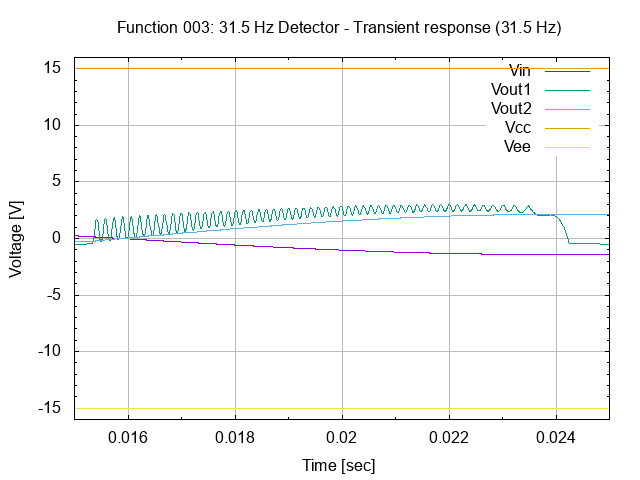 Function 003: 31.5 Hz Detector - Transient response (31.5 Hz)
Vin
Vout1
Vout2
Vcc
Vee
15
10
5
0
-5
-10
-15
Voltage [V]
0.016 0.018 0.02 0.022 0.024
Time [sec]